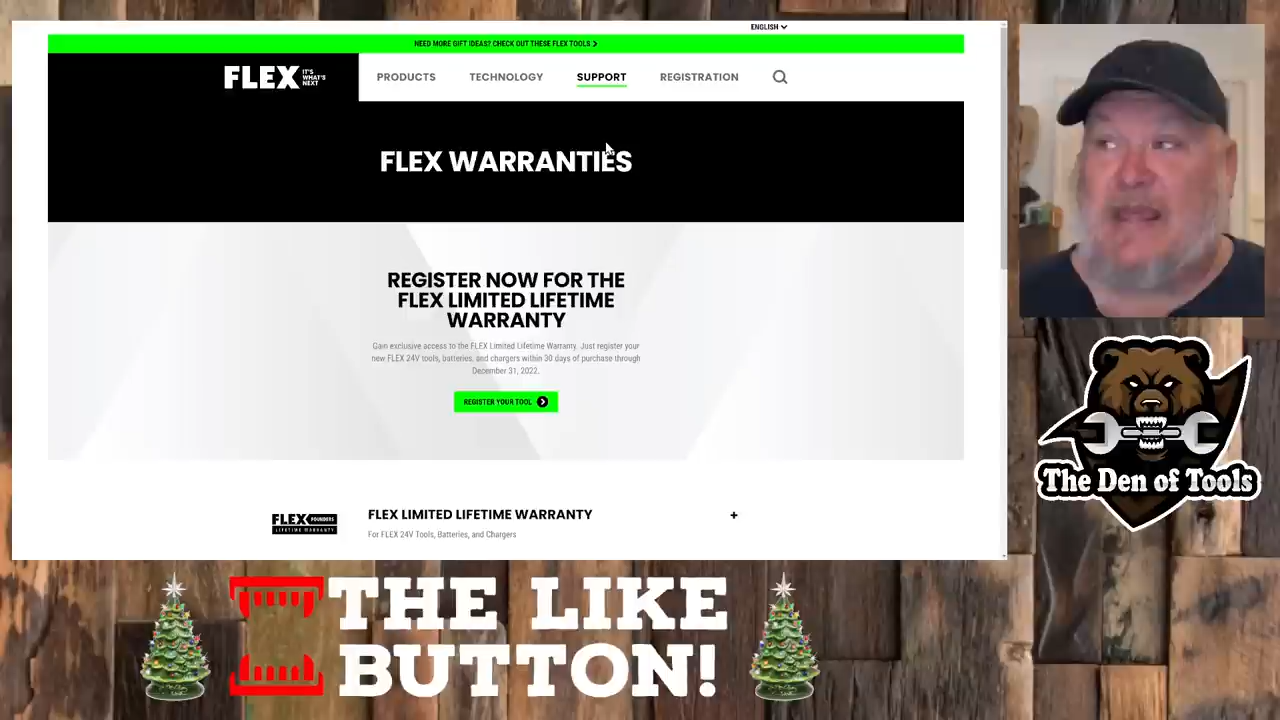 ENGLISH
NEED MORE GIFT IDEAS? CHECK OUT THESE FLEX TOOLS
FLEX IT'S WHAT'S NEXT
PRODUCTS TECHNOLOGY SUPPORT REGISTRATION
FLEX WARRANTIES
REGISTER NOW FOR THE
FLEX LIMITED LIFETIME
WARRANTY
Gain exclusive access to the FLEX Limited Lifetime Warranty. Just register your
new FLEX 24V tools, batteries, and chargers within 30 days of purchase through
December 31, 2022.
REGISTER YOUR TOOL
FLEX FOUNDERS
LIFETIME WARRANTY
FLEX LIMITED LIFETIME WARRANTY +
For FLEX 24V Tools, Batteries, and Chargers
The Den of Tools
THE LIKE
BUTTON!